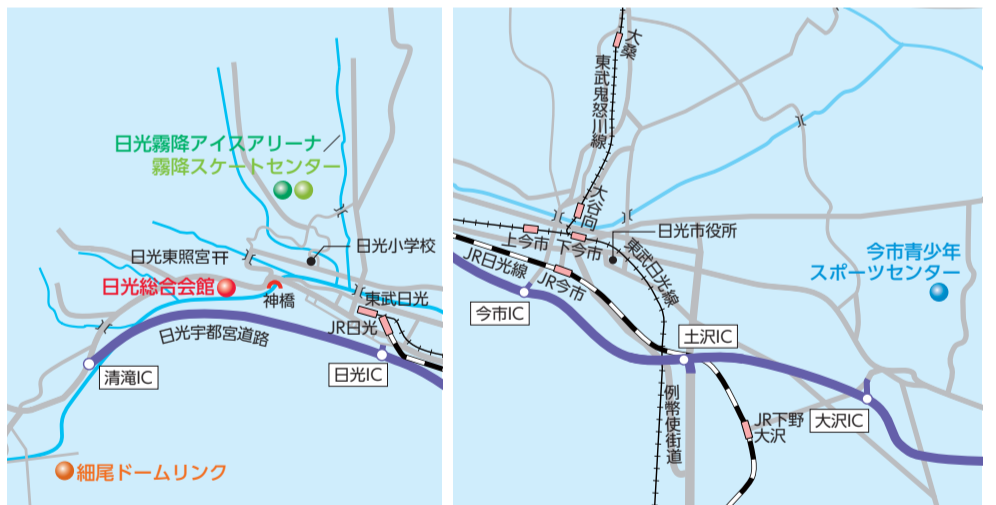 日光霧降アイスアリーナ／
霧降スケートセンター
日光小学校
日光東照宮
日光総合会館
神橋
東武日光
JR日光
日光宇都宮道路
清滝IC
日光IC
細尾ドームリンク
大桑
東武鬼怒川線
大谷向
日光市役所
上今市
下今市
東武日光線
JR日光線
JR今市
今市青少年
スポーツセンター
今市IC
土沢IC
例幣使街道
JR下野
大沢
大沢IC